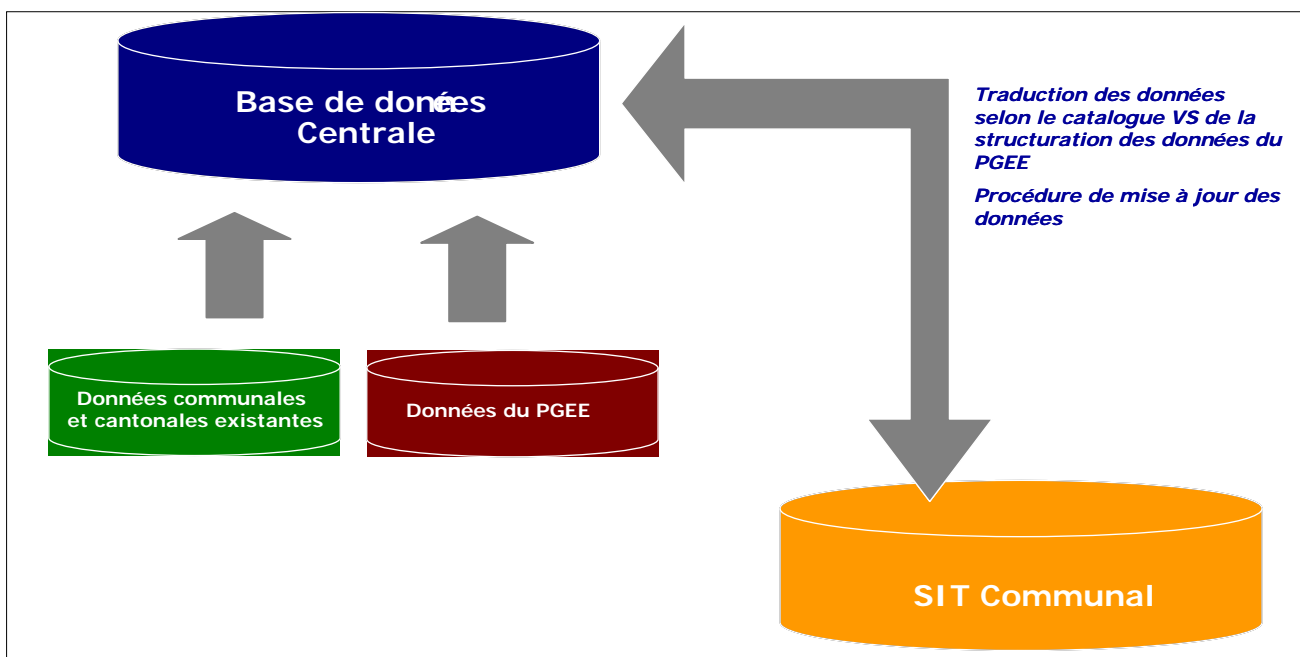 Base de données
Centrale
Traduction des données
selon le catalogue VS de la
structuration des données du
PGEE
Procédure de mise à jour des
données
Données communales
et cantonales existantes
Données du PGEE
SIT Communal